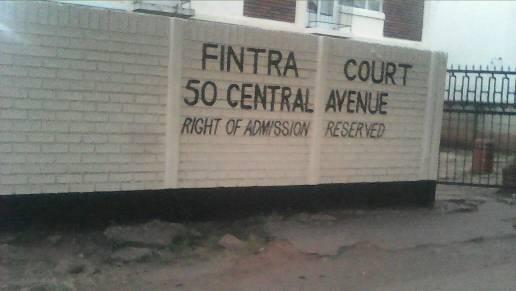 FINTRA COURT
50 CENTRAL AVENUE
RIGHT OF ADMISSION RESERVED